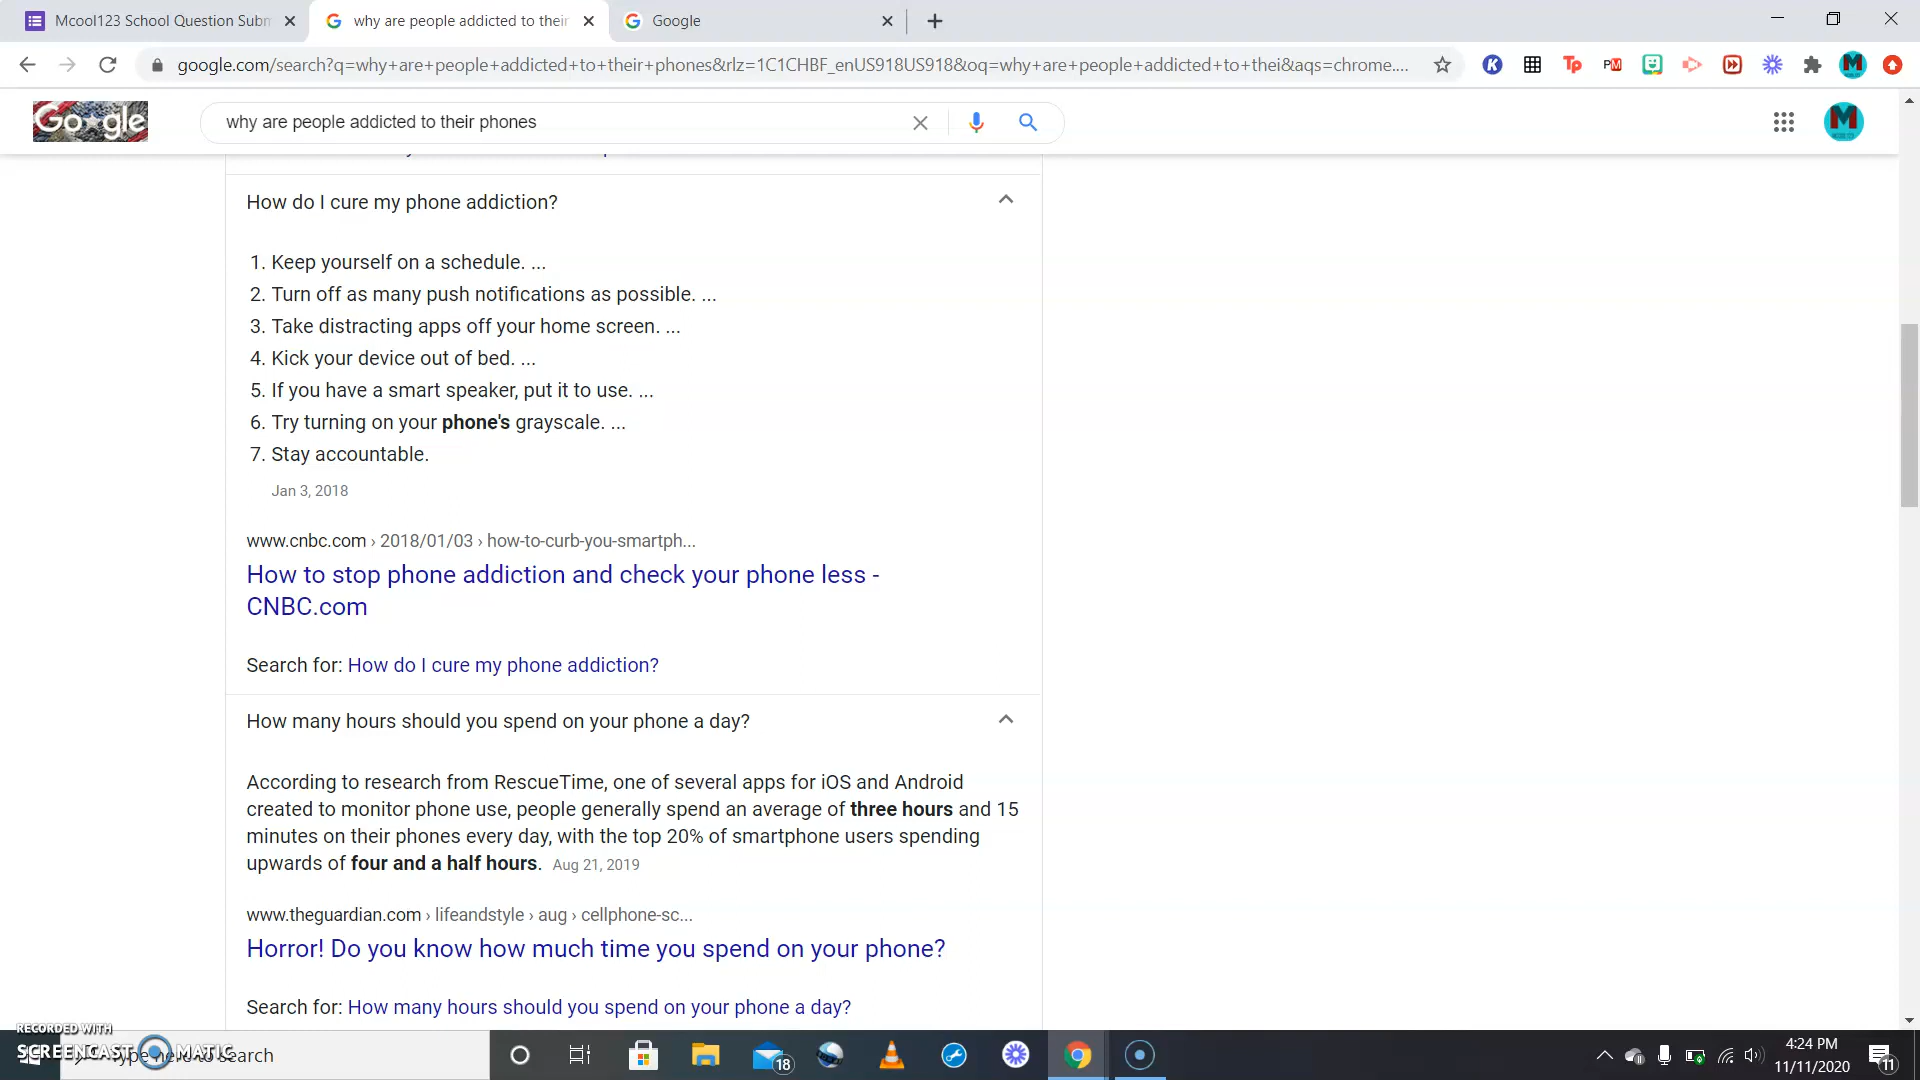 Mcool123 School Question Subm
why are people addicted to their
Google
google.com/search?q=why+are+people+addicted+to+their+phones&rlz=1C1CHBF_enUS918US918&oq=why+are+people+addicted+to+thei&aqs=chrome....
Google
why are people addicted to their phones
How do I cure my phone addiction?
1. Keep yourself on a schedule. ...
2. Turn off as many push notifications as possible. ...
3. Take distracting apps off your home screen. ...
4. Kick your device out of bed. ...
5. If you have a smart speaker, put it to use. ...
6. Try turning on your phone's grayscale. ...
7. Stay accountable.
Jan 3, 2018
www.cnbc.com › 2018/01/03 › how-to-curb-you-smartph...
How to stop phone addiction and check your phone less -
CNBC.com
Search for: How do I cure my phone addiction?
How many hours should you spend on your phone a day?
According to research from RescueTime, one of several apps for iOS and Android
created to monitor phone use, people generally spend an average of three hours and 15
minutes on their phones every day, with the top 20% of smartphone users spending
upwards of four and a half hours. Aug 21, 2019
www.theguardian.com › lifeandstyle › aug › cellphone-sc...
Horror! Do you know how much time you spend on your phone?
Search for: How many hours should you spend on your phone a day?
RECORDED WITH
SCREENCAST MATIC
Type here to search
18
4:24 PM
11/11/2020
11